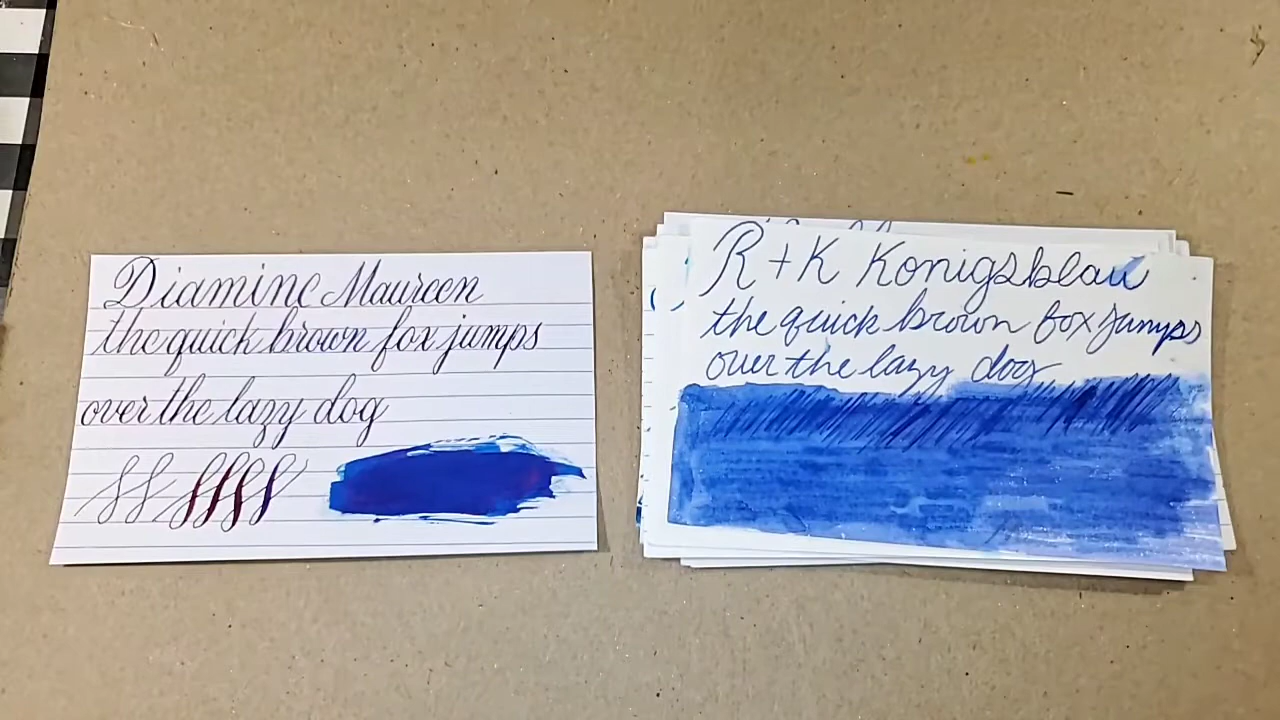 Diamine Maureen
the quick brown fox jumps
over the lazy dog
R + K Konigsblau
the quick brown fox jumps
over the lazy dog